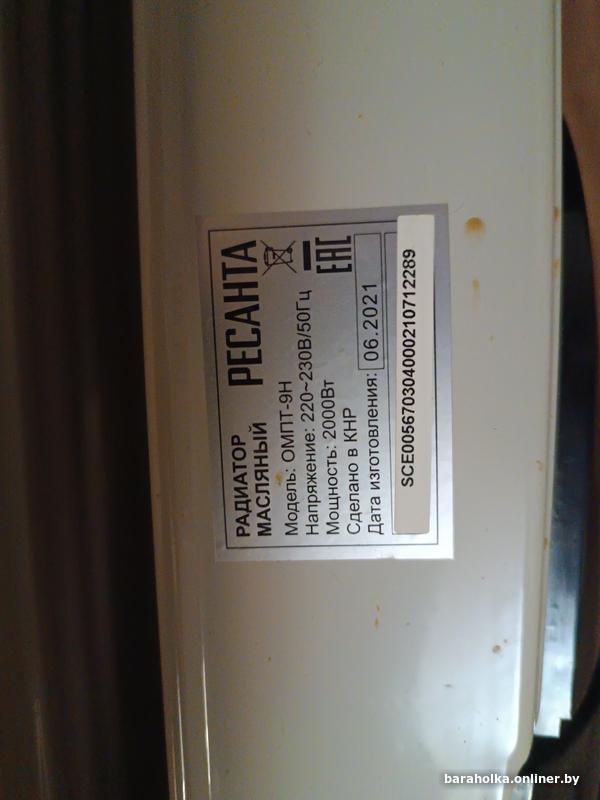 РАДИАТОР
МАСЛЯНЫЙ
РЕСАНТА
Модель: ОМПТ-9Н
Напряжение: 220~230В/50Гц
Мощность: 2000Вт
Сделано в КНР
Дата изготовления: 06.2021
EAC
SCE005670304000210712289
baraholka.onliner.by